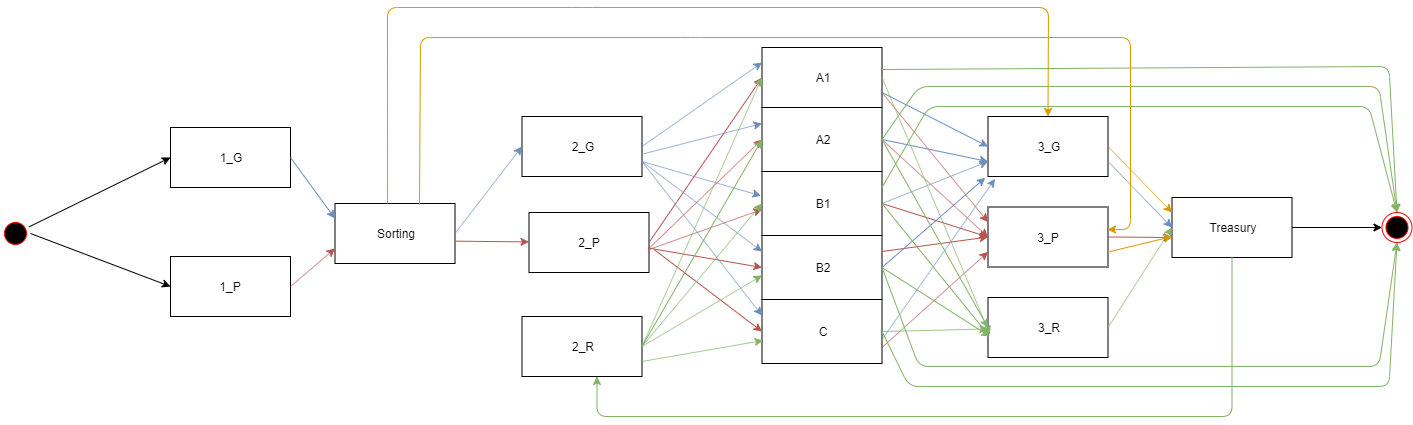 1_G
1_P
Sorting
2_G
2_P
2_R
A1
A2
B1
B2
C
3_G
3_P
3_R
Treasury